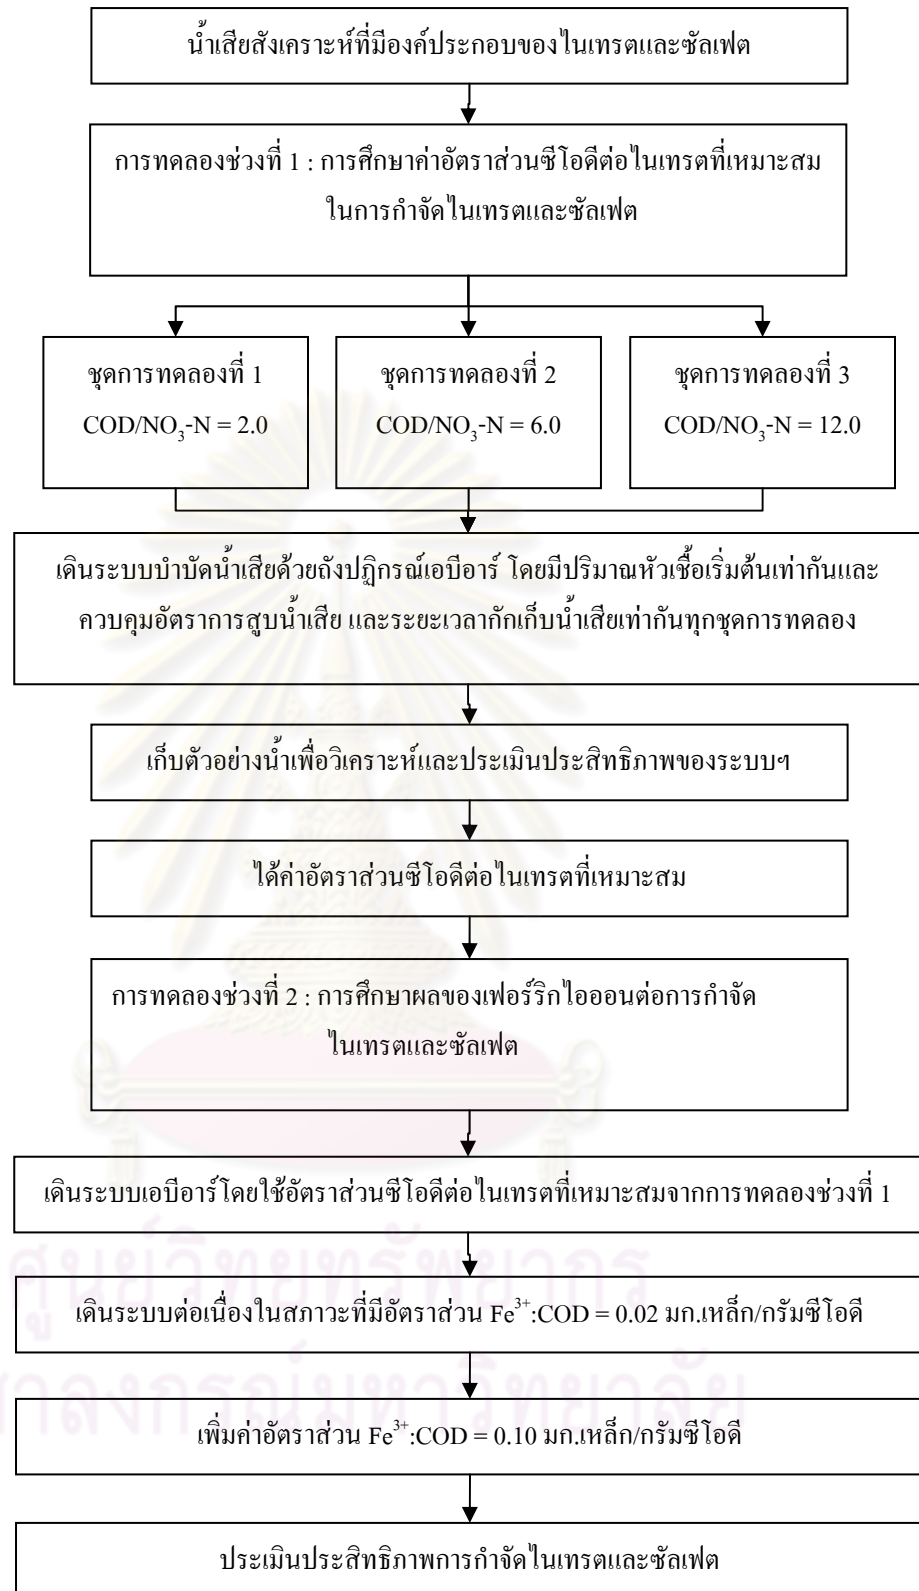 น้ำเสียสังเคราะห์ที่มีองค์ประกอบของไนเทรตและซัลเฟต
การทดลองช่วงที่ 1 : การศึกษาค่าอัตราส่วนซีโอดีต่อไนเทรตที่เหมาะสม
ในการกำจัดไนเทรตและซัลเฟต
ชุดการทดลองที่ 1
COD/NO₃-N = 2.0
ชุดการทดลองที่ 2
COD/NO₃-N = 6.0
ชุดการทดลองที่ 3
COD/NO₃-N = 12.0
เดินระบบบำบัดน้ำเสียด้วยถังปฏิกรณ์เอบีอาร์ โดยมีปริมาณหัวเชื้อเริ่มต้นเท่ากันและ
ควบคุมอัตราการสูบน้ำเสีย และระยะเวลากักเก็บน้ำเสียเท่ากันทุกชุดการทดลอง
เก็บตัวอย่างน้ำเพื่อวิเคราะห์และประเมินประสิทธิภาพของระบบฯ
ได้ค่าอัตราส่วนซีโอดีต่อไนเทรตที่เหมาะสม
การทดลองช่วงที่ 2 : การศึกษาผลของเฟอร์ริกไอออนต่อการกำจัด
ไนเทรตและซัลเฟต
เดินระบบเอบีอาร์โดยใช้อัตราส่วนซีโอดีต่อไนเทรตที่เหมาะสมจากการทดลองช่วงที่ 1
ศูนย์วิทยทรัพยากร
เดินระบบต่อเนื่องในสภาวะที่มีอัตราส่วน Fe³⁺:COD = 0.02 มก.เหล็ก/กรัมซีโอดี
าลงกรณ์มหาวิทยาลัย
เพิ่มค่าอัตราส่วน Fe³⁺:COD = 0.10 มก.เหล็ก/กรัมซีโอดี
ประเมินประสิทธิภาพการกำจัดไนเทรตและซัลเฟต